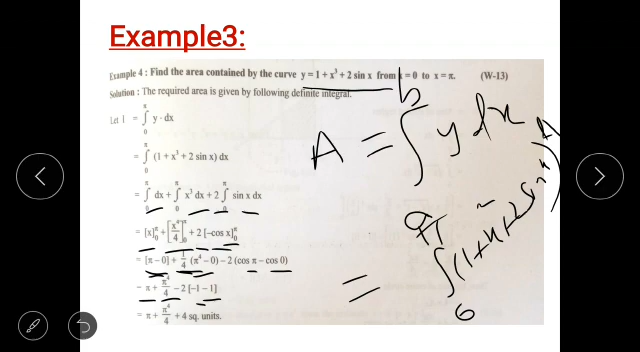 Example3:
Example 4 : Find the area contained by the curve y = 1 + x³ + 2 sin x from x = 0 to x = π. (W-13)
Solution : The required area is given by following definite integral.
Let I = ∫₀^π y · dx
= ∫₀^π (1 + x³ + 2 sin x) dx
= ∫₀^π dx + ∫₀^π x³ dx + 2 ∫₀^π sin x dx
= [x]₀^π + [x⁴/4]₀^π + 2 [-cos x]₀^π
= [π – 0] + 1/4 (π⁴ – 0) – 2 (cos π – cos 0)
= π + π⁴/4 – 2 [–1 – 1]
= π + π⁴/4 + 4 sq. units.
A = ∫ᵇ y dx